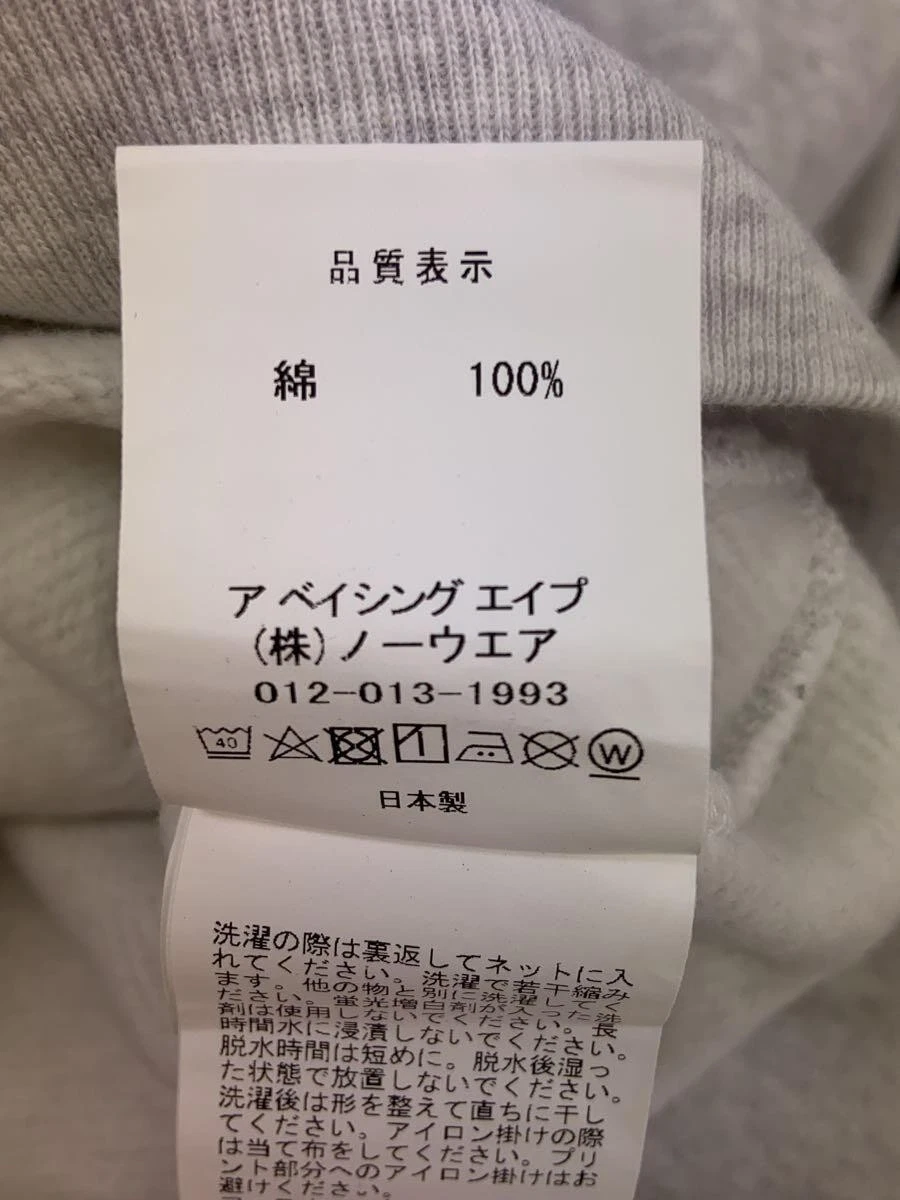 品質表示
綿 100%
ア ベイシング エイプ
(株)ノーウエア
012-013-1993
40
W
日本製
洗濯の際は裏返してネットに入
れてください。洗濯で若干縮み
ます。他の物と別に洗濯してく
ださい。蛍光増白剤が入った洗
剤は使用しないでください。長
時間水に浸漬しないでください。
脱水時間は短めに。脱水後湿っ
た状態で放置しないでください。
洗濯後は形を整えて直ちに干し
てください。アイロン掛けの際
は当て布をしてください。プリ
ント部分へのアイロン掛けはお
避けください。